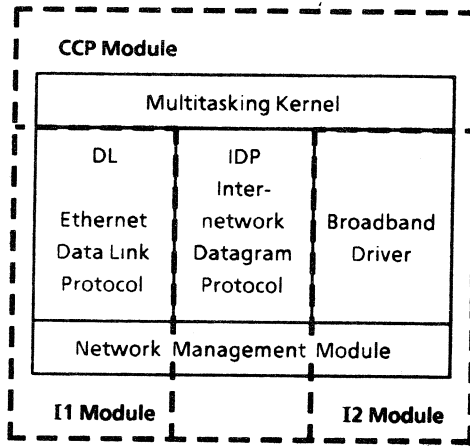 CCP Module
Multitasking Kernel
DL
Ethernet
Data Link
Protocol
IDP
Inter-
network
Datagram
Protocol
Broadband
Driver
Network Management Module
I1 Module
I2 Module